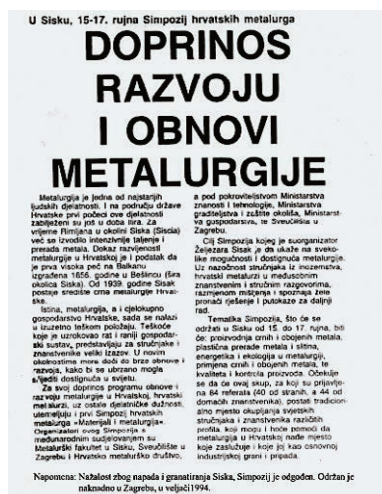 U Sisku, 15-17. rujna Simpozij hrvatskih metalurga
DOPRINOS
RAZVOJU
I OBNOVI
METALURGIJE
Metalurgija je jedna od najstarijih
ljudskih djelatnosti. I na području države
Hrvatske prvi počeci ove djelatnosti
zabilježeni su još u doba Ilira. Za
vrijeme Rimljana u okolini Siska (Siscia)
već se izvodilo intenzivnije taljenje i
prerada metala. Dokaz razvijenosti
metalurgije u Hrvatskoj je i podatak da
je prva visoka peć na Balkanu
izgrađena 1656. godine u Bešlincu (šira
okolica Siska). Od 1939. godine Sisak
postaje središte crne metalurgije Hrvat-
ske.
Istina, metalurgija, a i cjelokupno
gospodarstvo Hrvatske, sada se nalazi
u izuzetno teškom položaju. Teškoće
koje je uzrokovao rat i raniji gospodar-
ski sustav, predstavljaju za stručnjake i
znanstvenike veliki izazov. U novim
okolnostima mora doći do brze obnove i
razvoja, kako bi se ubrzano mogla
slijediti dostignuća u svijetu.
Za svoj doprinos programu obnove i
razvoju metalurgije u Hrvatskoj, hrvatski
metalurzi, uz ostale djelatničke dužnosti,
utemeljuju i prvi Simpozij hrvatskih
metalurga »Materijali i metalurgija».
Organizatori ovog Simpozija s
međunarodnim sudjelovanjem su
Metalurški fakultet u Sisku, Sveučilište u
Zagrebu i Hrvatsko metalurško društvo,
a pod pokroviteljstvom Ministarstva
znanosti i tehnologije, Ministarstva
graditeljstva i zaštite okoliša, Ministarst-
va gospodarstva, te Sveučilišta u
Zagrebu.
Cilj Simpozija kojeg je suorganizator
Željezara Sisak je da ukaže na sveko-
like mogućnosti i dostignuća metalurgije.
Uz nazočnost stručnjaka iz inozemstva,
hrvatski metalurzi u međusobnim
znanstvenim i stručnim razgovorima,
razmjenom mišljenja i spoznaja žele
pronaći rješenje i putokaze za daljnji
rad.
Tematika Simpozija, što će se
održati u Sisku od 15. do 17. rujna, bit
će: proizvodnja crnih i obojenih metala,
plastična prerada metala i slitina,
energetika i ekologija u metalurgiji,
primjena crnih i obojenih metala, te
kvaliteta i kontrola proizvoda. Očekuje
se da će ovaj skup, za koji su prijavlje-
na 84 referata (40 od stranih, a 44 od
domaćih znanstvenika), postati tradicion-
alno mjesto okupljanja svjetskih
stručnjaka i znanstvenika različitih
profila, koji mogu i hoće pomoći da
metalurgija u Hrvatskoj nađe mjesto
koje zaslužuje i koje joj kao osnovnoj
industrijskoj grani i pripada.
Napomena: Nažalost zbog napada i granatiranja Siska, Simpozij je odgođen. Održan je
naknadno u Zagrebu, u veljači1994.